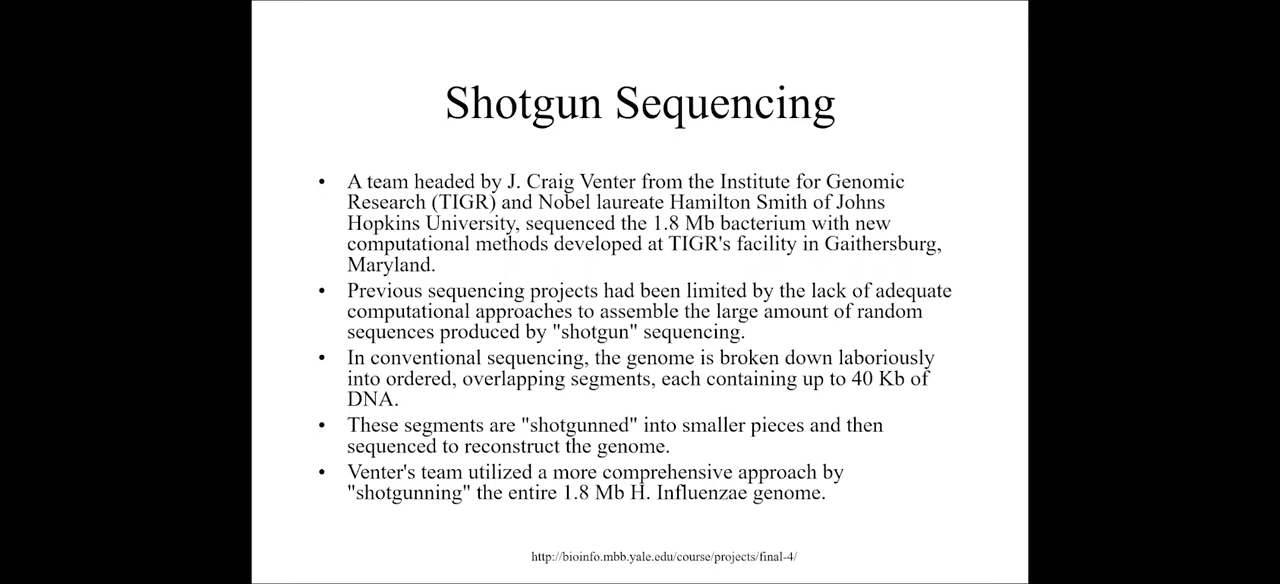 Shotgun Sequencing
• A team headed by J. Craig Venter from the Institute for Genomic
Research (TIGR) and Nobel laureate Hamilton Smith of Johns
Hopkins University, sequenced the 1.8 Mb bacterium with new
computational methods developed at TIGR's facility in Gaithersburg,
Maryland.
• Previous sequencing projects had been limited by the lack of adequate
computational approaches to assemble the large amount of random
sequences produced by "shotgun" sequencing.
• In conventional sequencing, the genome is broken down laboriously
into ordered, overlapping segments, each containing up to 40 Kb of
DNA.
• These segments are "shotgunned" into smaller pieces and then
sequenced to reconstruct the genome.
• Venter's team utilized a more comprehensive approach by
"shotgunning" the entire 1.8 Mb H. Influenzae genome.
http://bioinfo.mbb.yale.edu/course/projects/final-4/